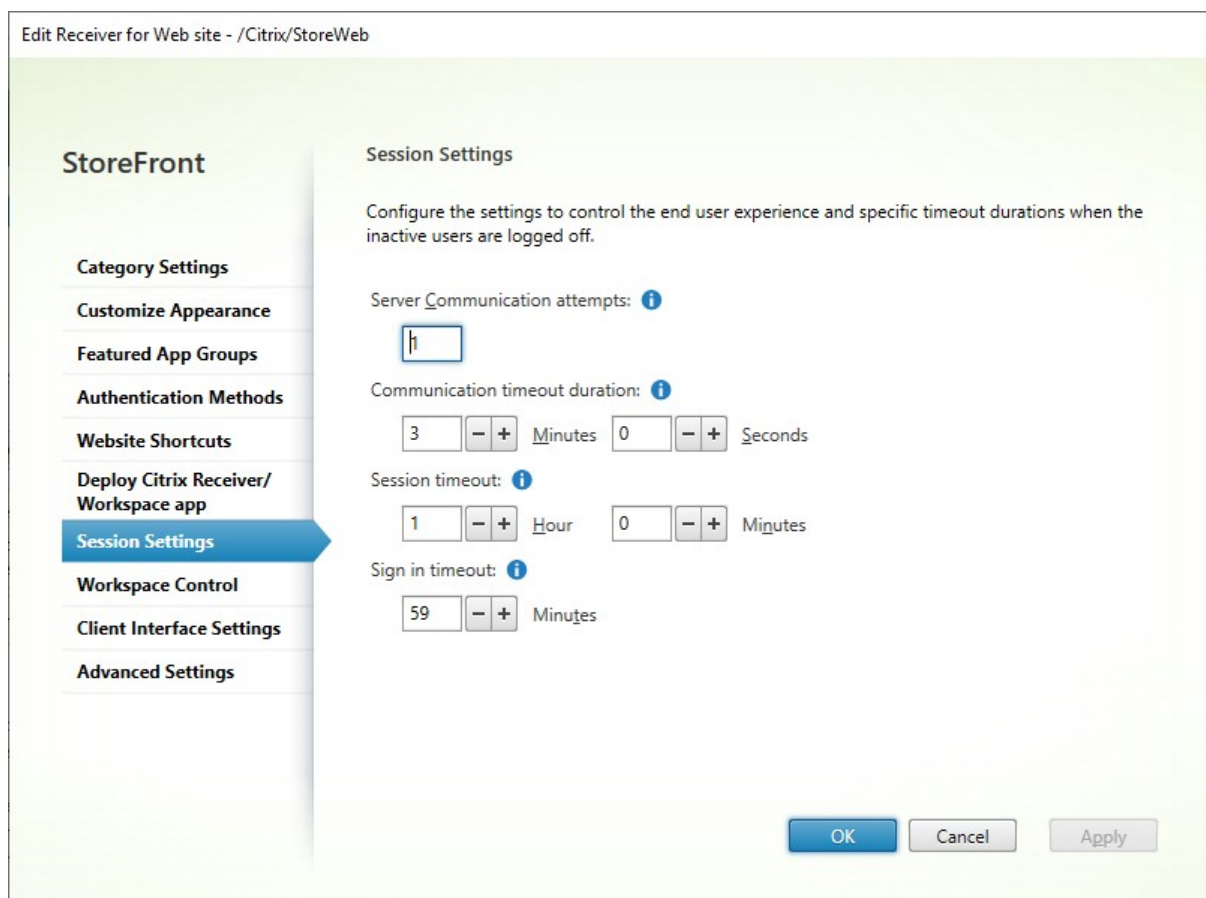 Edit Receiver for Web site - /Citrix/StoreWeb
StoreFront
Category Settings
Customize Appearance
Featured App Groups
Authentication Methods
Website Shortcuts
Deploy Citrix Receiver/
Workspace app
Session Settings
Workspace Control
Client Interface Settings
Advanced Settings
Session Settings
Configure the settings to control the end user experience and specific timeout durations when the
inactive users are logged off.
Server Communication attempts:
1
Communication timeout duration:
3 Minutes 0 Seconds
Session timeout:
1 Hour 0 Minutes
Sign in timeout:
59 Minutes
OK Cancel Apply